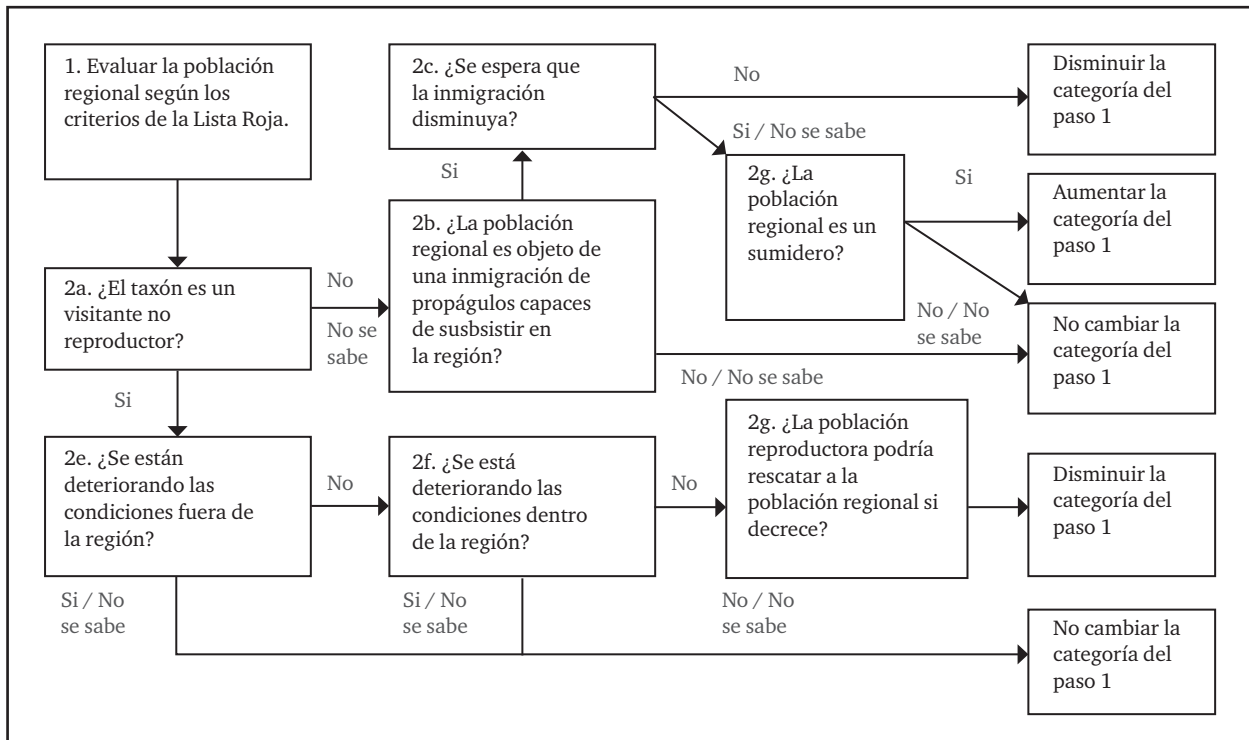 1. Evaluar la población
regional según los
criterios de la Lista Roja.
2c. ¿Se espera que
la inmigración
disminuya?
No
Disminuir la
categoría del
paso 1
Si / No se sabe
Si
2g. ¿La
población
regional es un
sumidero?
Si
Aumentar la
categoría del
paso 1
2a. ¿El taxón es un
visitante no
reproductor?
No
No se
sabe
2b. ¿La población
regional es objeto de
una inmigración de
propágulos capaces
de susbsistir en
la región?
No / No
se sabe
No / No se sabe
No cambiar la
categoría del
paso 1
Si
2e. ¿Se están
deteriorando las
condiciones fuera de
la región?
No
2f. ¿Se está
deteriorando las
condiciones dentro
de la región?
No
2g. ¿La población
reproductora podría
rescatar a la
población regional si
decrece?
Disminuir la
categoría del
paso 1
Si / No
se sabe
Si / No
se sabe
No / No
se sabe
No cambiar la
categoría del
paso 1